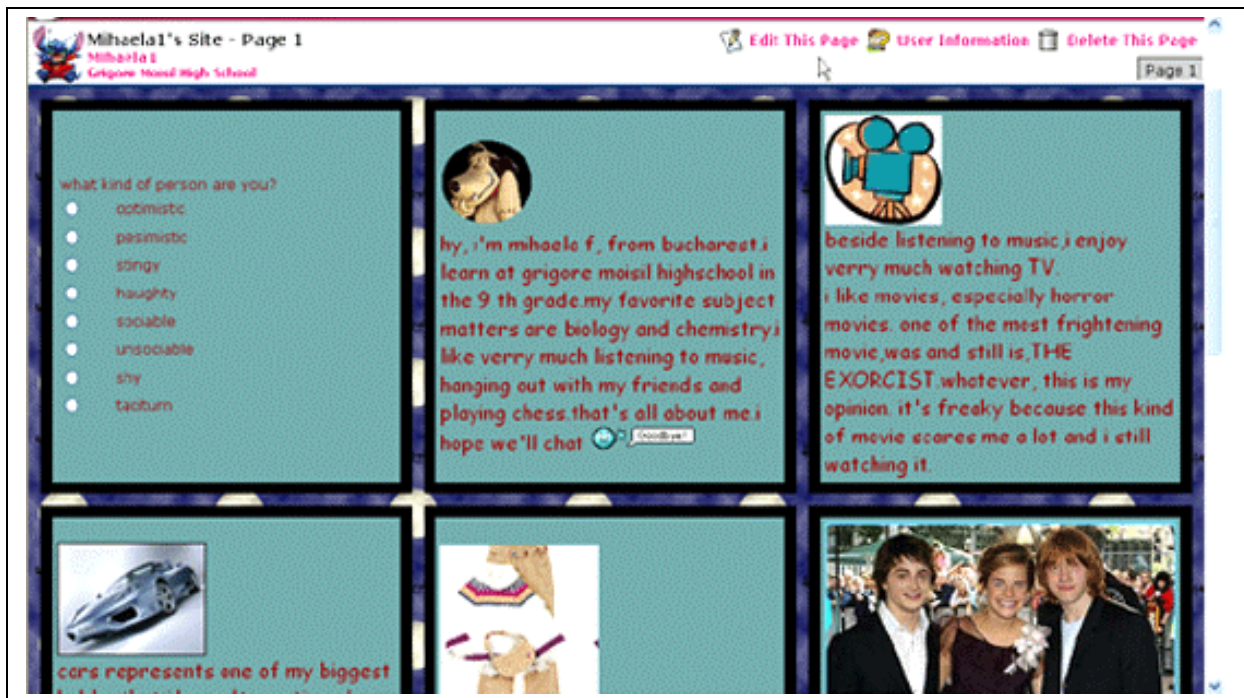 Mihaela1's Site - Page 1
Mihaela1
Grigore Moisil High School
Edit This Page User Information Delete This Page
Page 1
what kind of person are you?
optimistic
pesimistic
stingy
haughty
sociable
unsociable
shy
taciturn
hy, i'm mihaela f, from bucharest.i
learn at grigore moisil highschool in
the 9 th grade.my favorite subject
matters are biology and chemistry.i
like verry much listening to music,
hanging out with my friends and
playing chess.that's all about me.i
hope we"ll chat Goodbye!
beside listening to music,i enjoy
verry much watching TV.
i like movies, especially horror
movies. one of the most frightening
movie,was and still is,THE
EXORCIST.whatever, this is my
opinion. it's freaky because this kind
of movie scares me a lot and i still
watching it.
cars represents one of my biggest